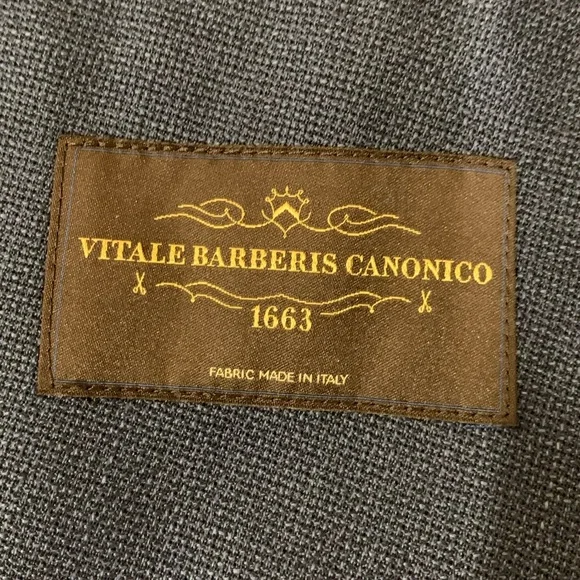 VITALE BARBERIS CANONICO
1663
FABRIC MADE IN ITALY